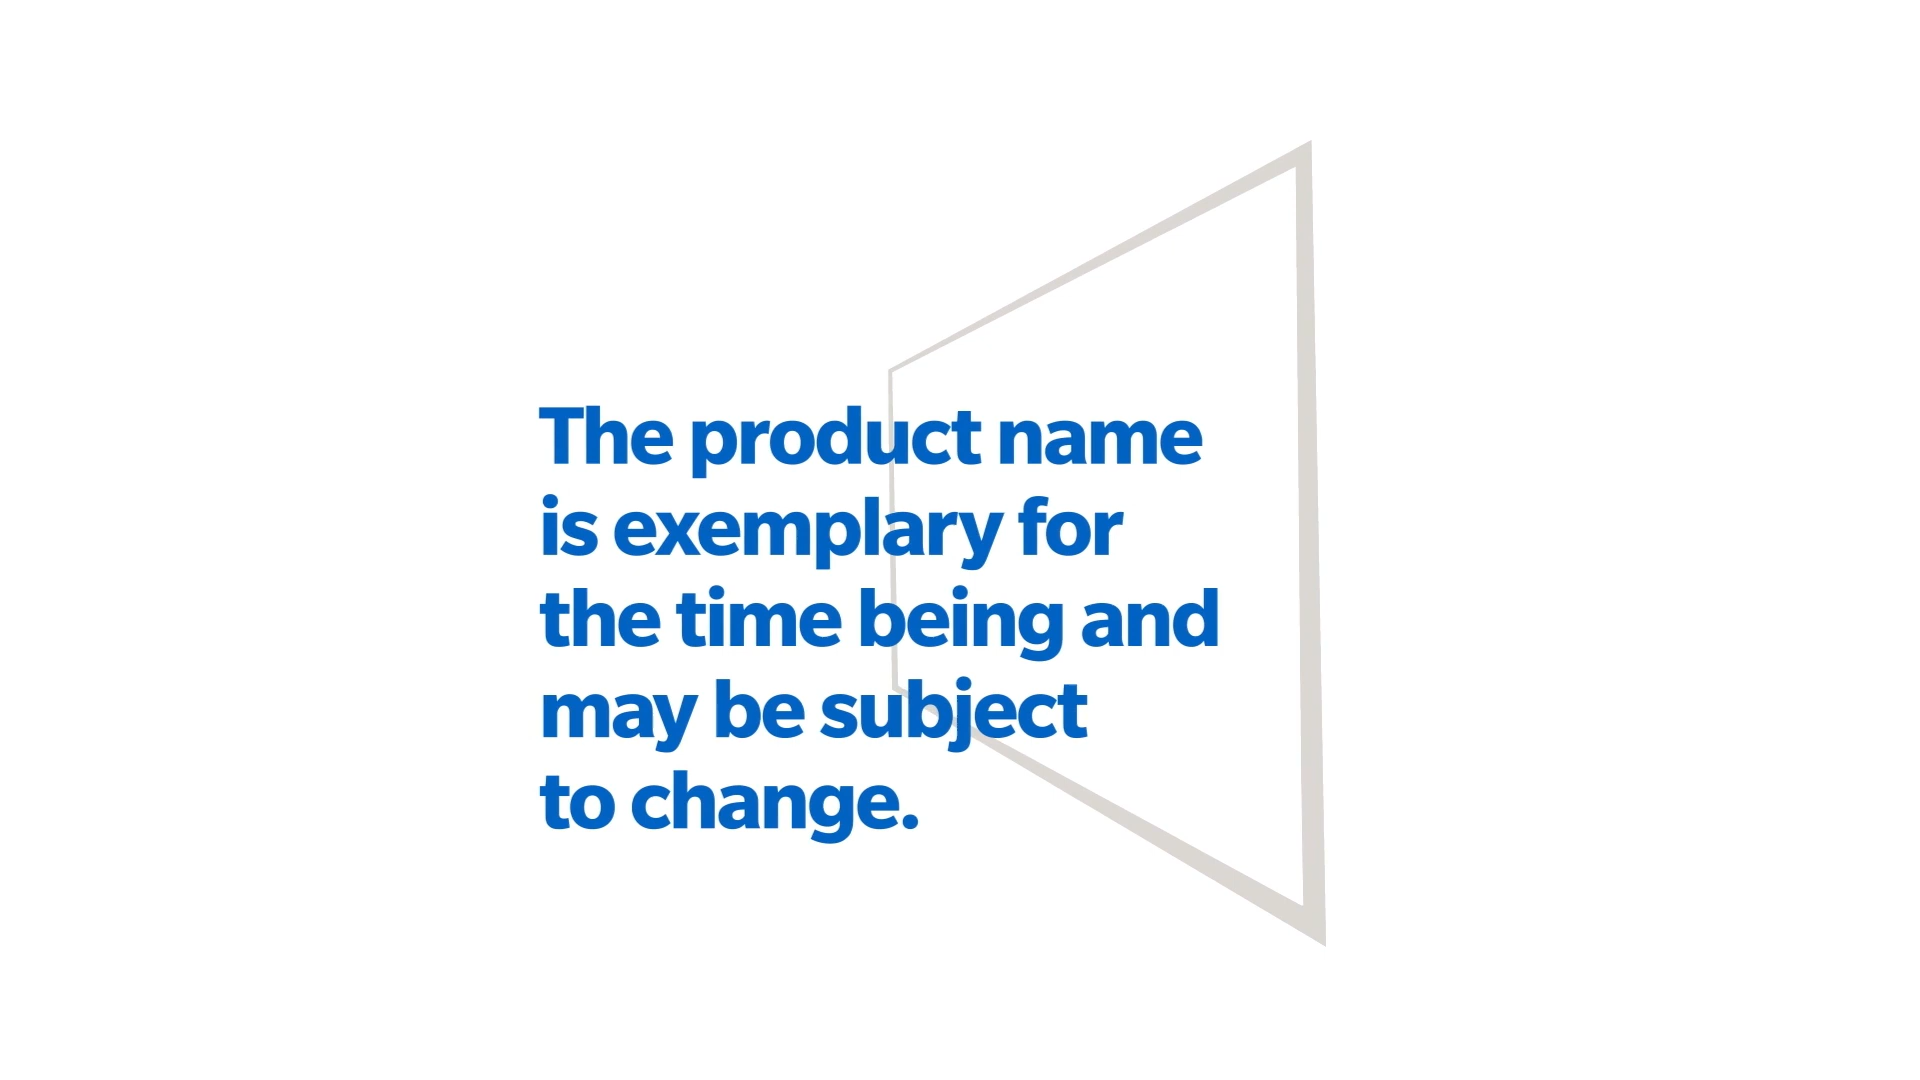 The product name
is exemplary for
the time being and
may be subject
to change.